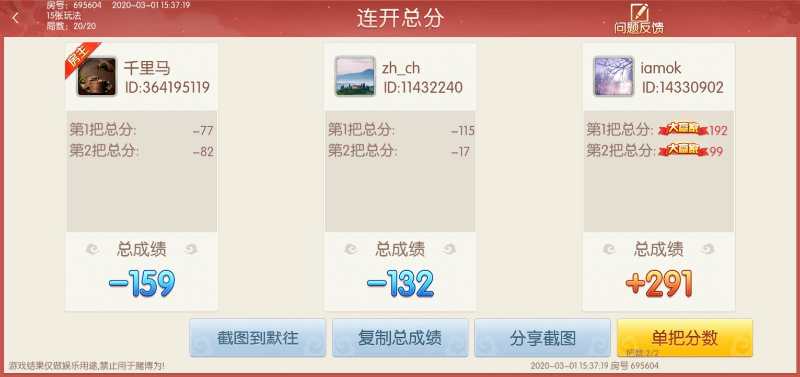 房号：695604 2020-03-01 15:37:19
15张玩法
局数：20/20
连开总分
问题反馈
房主
千里马
ID:364195119
第1把总分: -77
第2把总分: -82
总成绩
-159
zh_ch
ID:11432240
第1把总分: -115
第2把总分: -17
总成绩
-132
iamok
ID:14330902
第1把总分: 大赢家 192
第2把总分: 大赢家 99
总成绩
+291
截图到默往
复制总成绩
分享截图
单把分数
把数:2/2
游戏结果仅做娱乐用途,禁止用于赌博为!
2020-03-01 15:37:19 房号 695604